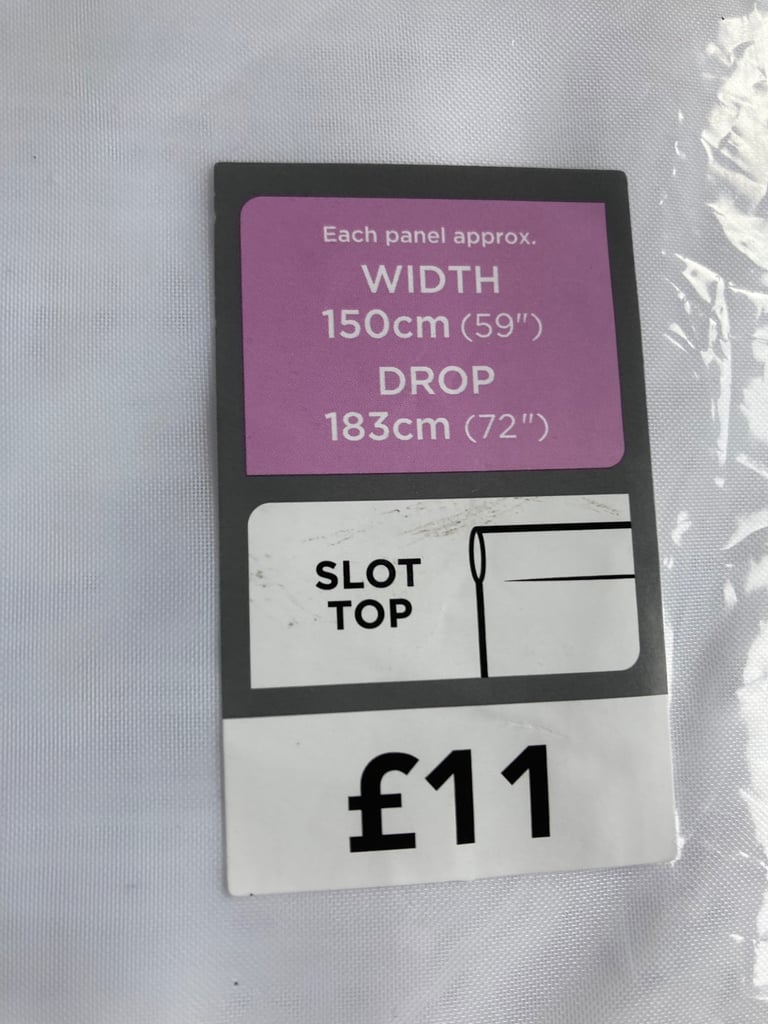 Each panel approx.
WIDTH
150cm (59")
DROP
183cm (72")
SLOT
TOP
£11